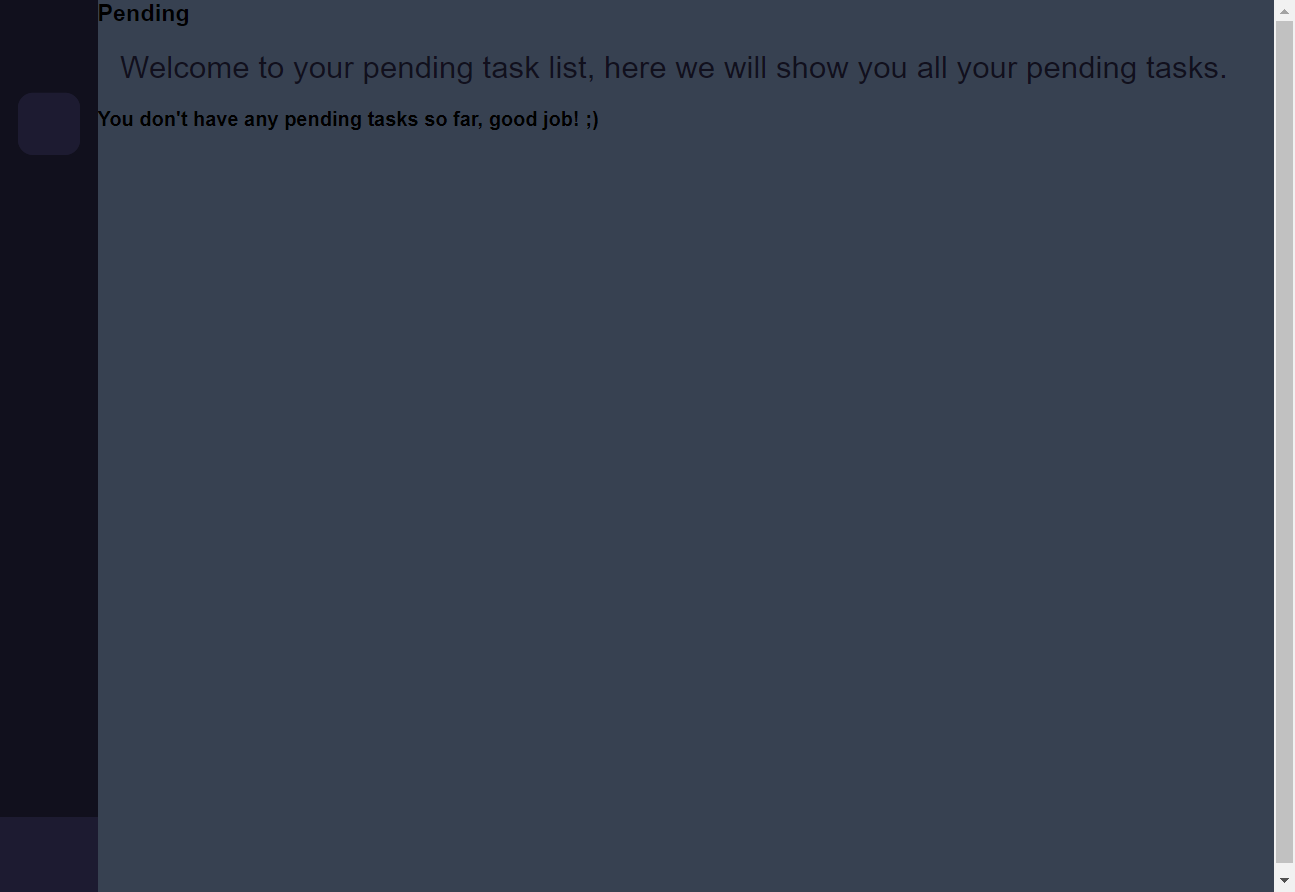 Pending
Welcome to your pending task list, here we will show you all your pending tasks.
You don't have any pending tasks so far, good job! ;)